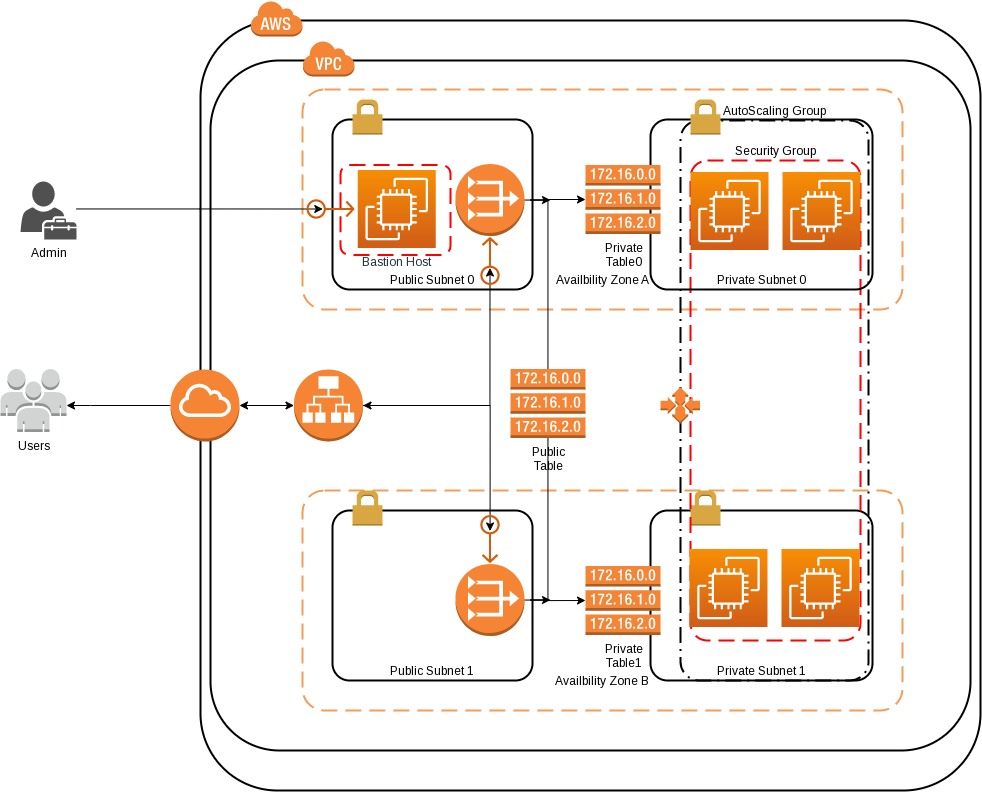 AWS
VPC
AutoScaling Group
Security Group
172.16.0.0
172.16.1.0
172.16.2.0
Admin
Private
Table0
Bastion Host
Public Subnet 0
Availbility Zone A
Private Subnet 0
172.16.0.0
172.16.1.0
172.16.2.0
Users
Public
Table
172.16.0.0
172.16.1.0
172.16.2.0
Private
Table1
Public Subnet 1
Availbility Zone B
Private Subnet 1